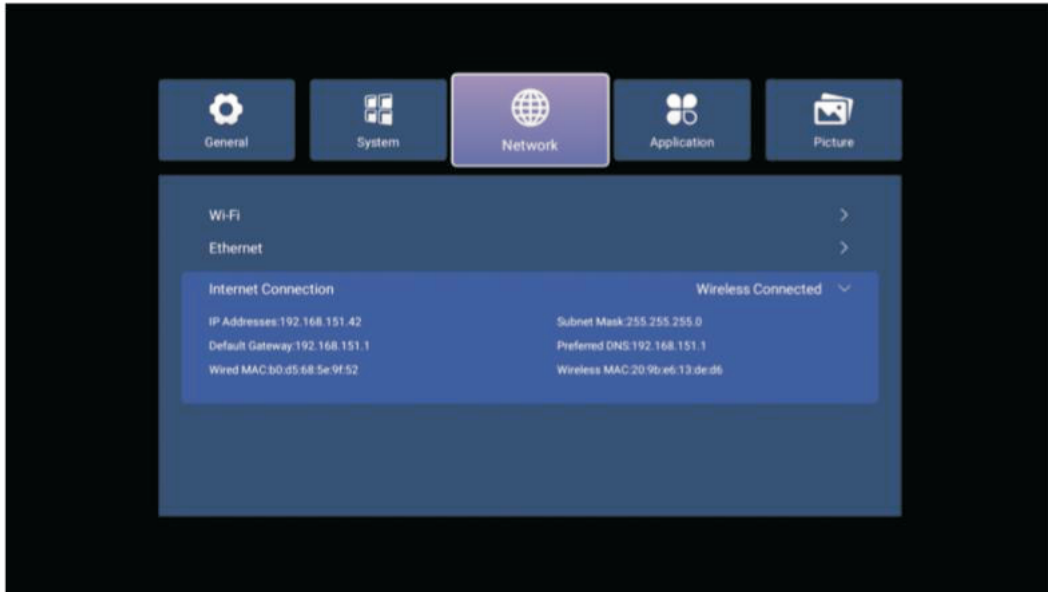 General System Network Application Picture
Wi-Fi
Ethernet
Internet Connection Wireless Connected
IP Addresses:192.168.151.42 Subnet Mask:255.255.255.0
Default Gateway:192.168.151.1 Preferred DNS:192.168.151.1
Wired MAC:b0:d5:68:5e:9f:52 Wireless MAC:20:9b:e6:13:de:d6